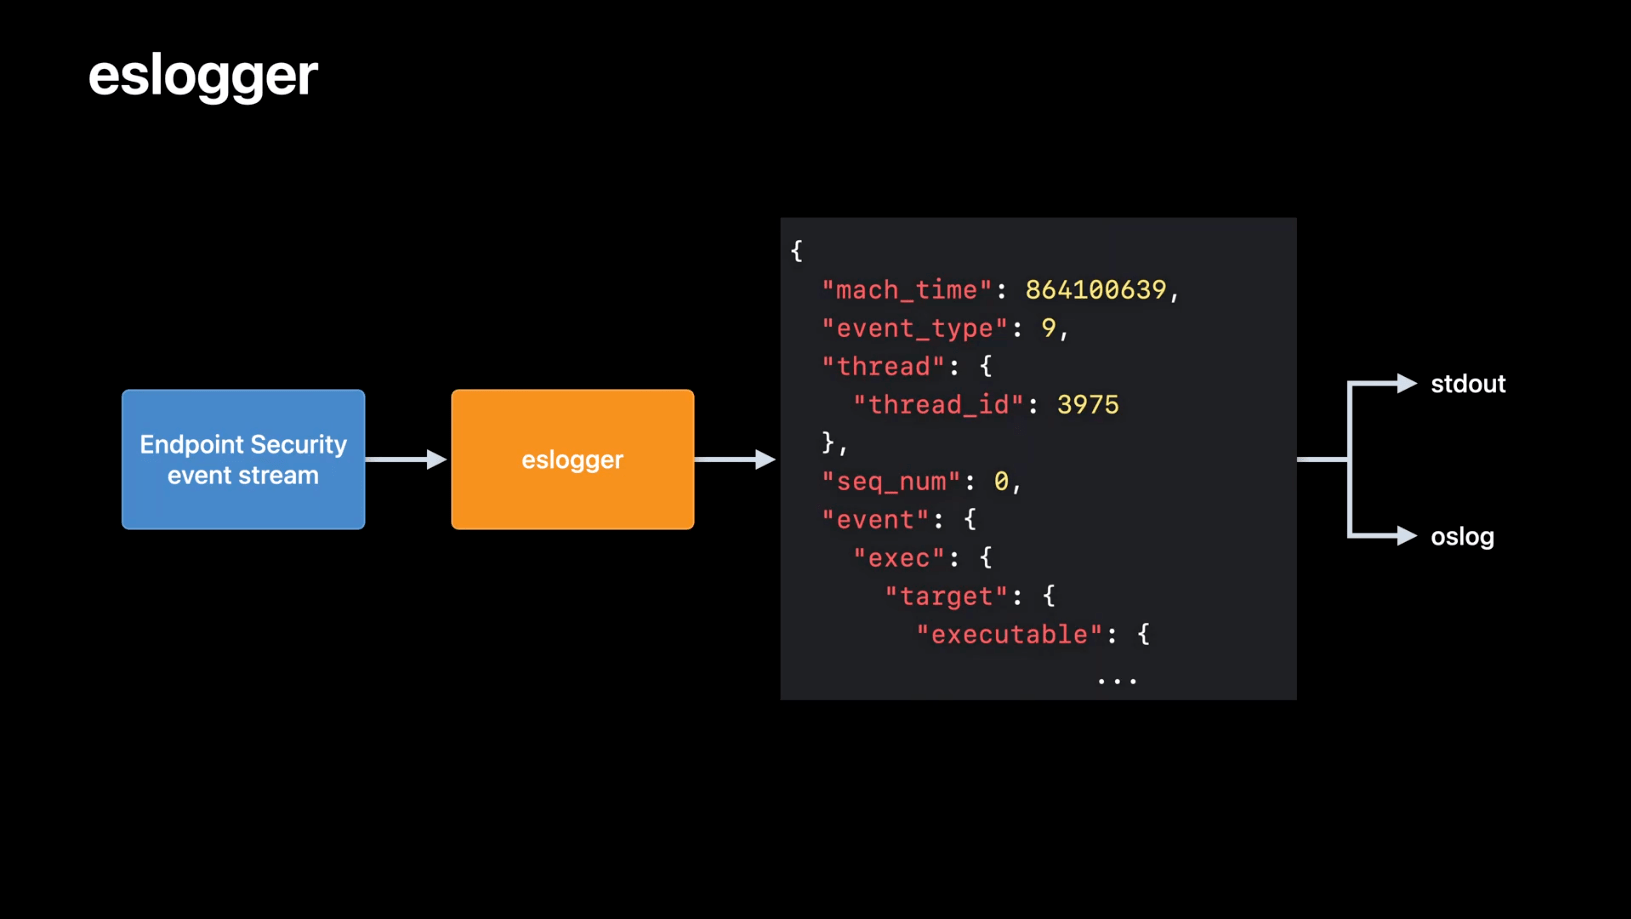 eslogger
Endpoint Security
event stream
eslogger
{
  "mach_time": 864100639,
  "event_type": 9,
  "thread": {
    "thread_id": 3975
  },
  "seq_num": 0,
  "event": {
    "exec": {
      "target": {
        "executable": {
...
stdout
oslog